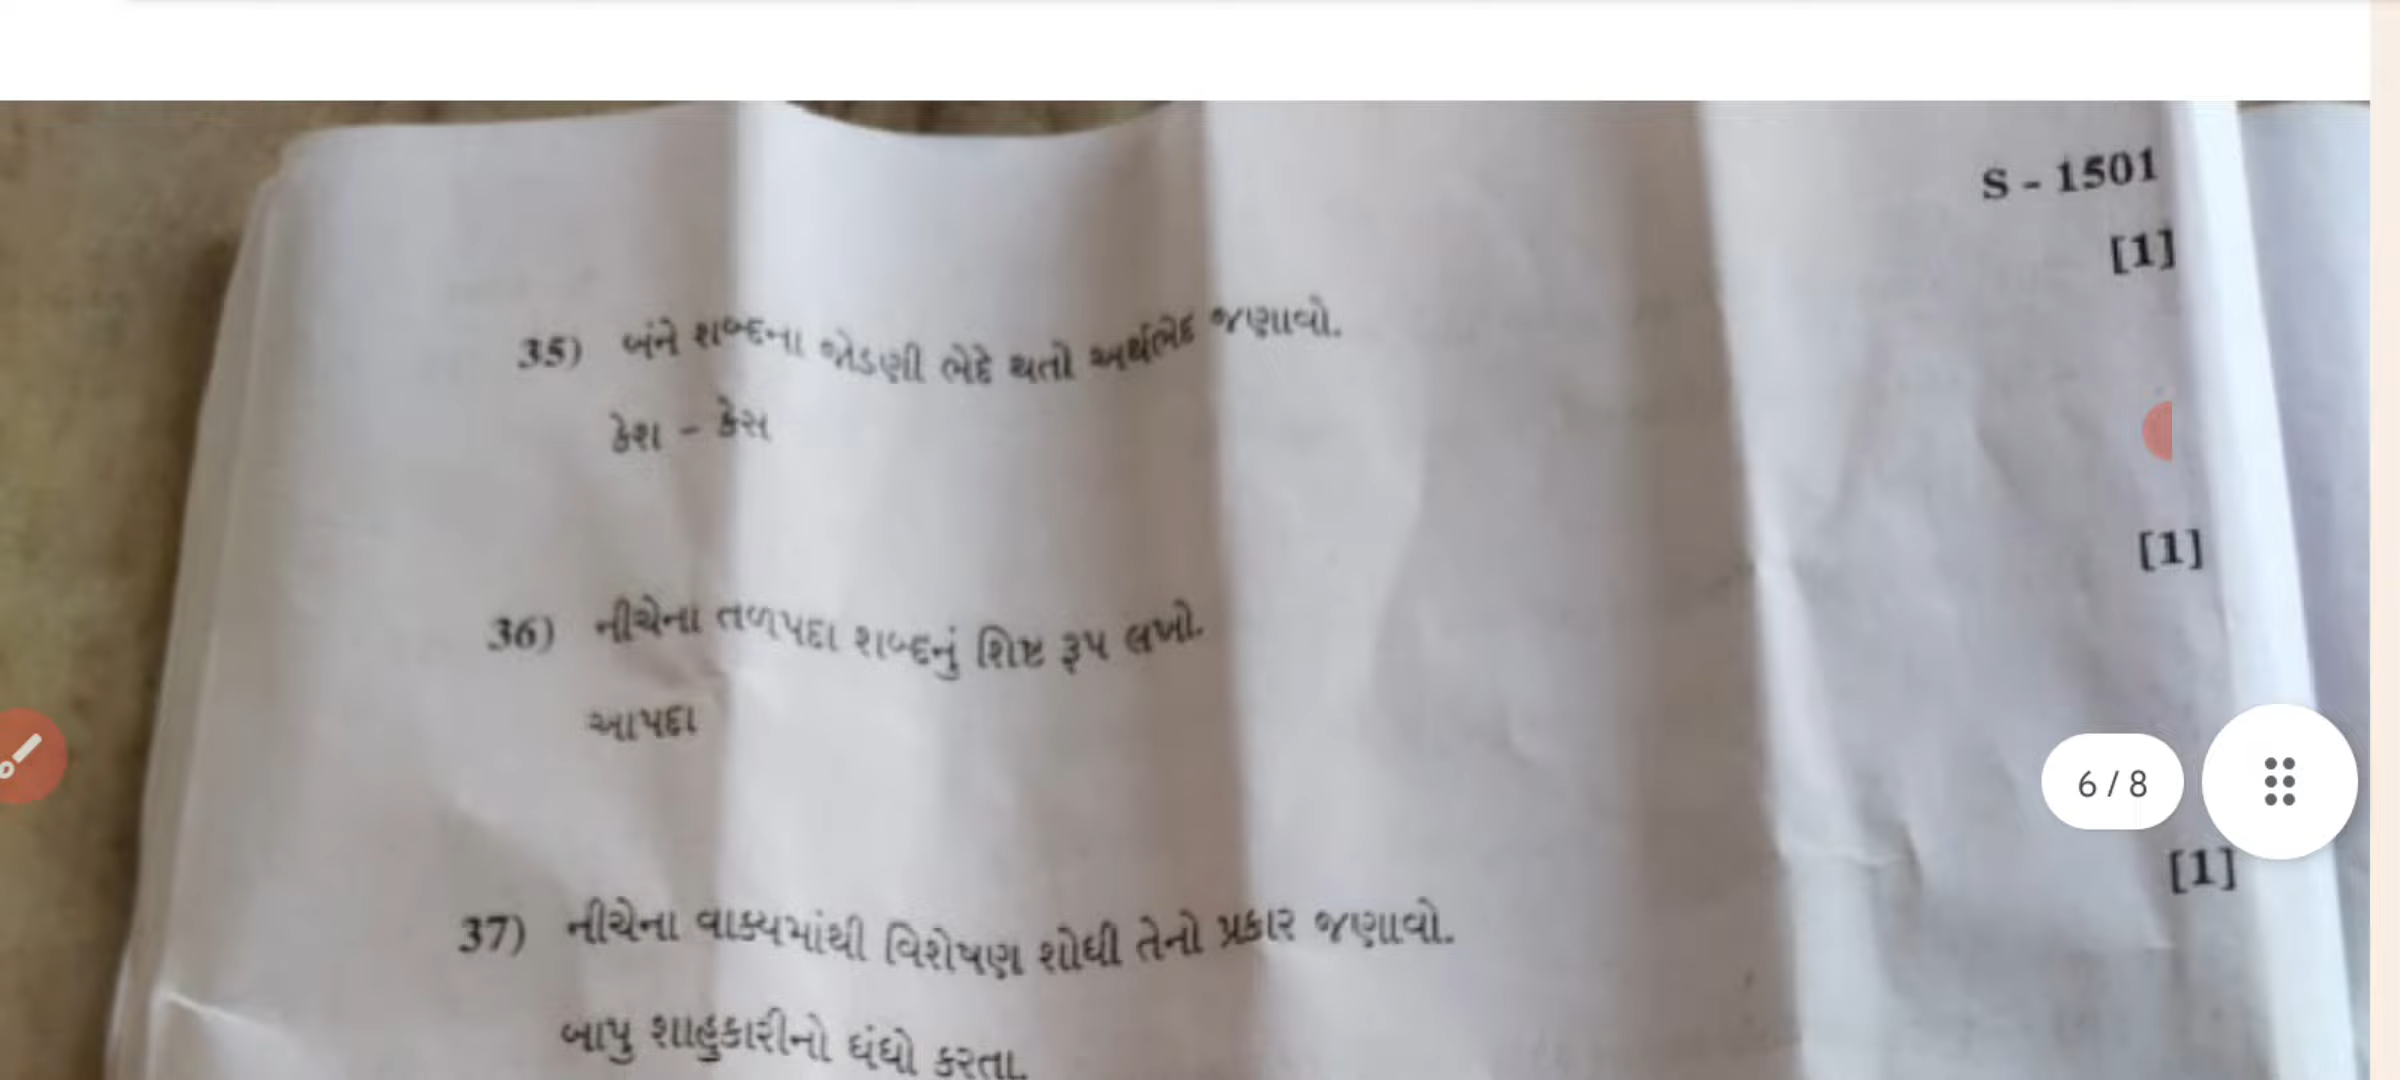 S - 1501
[1]
35) બંને શબ્દના જોડણી ભેદે થતો અર્થભેદ જણાવો.
કેશ - કેસ
[1]
36) નીચેના તળપદા શબ્દનું શિષ્ટ રૂપ લખો.
આપદા
6 / 8
[1]
37) નીચેના વાક્યમાંથી વિશેષણ શોધી તેનો પ્રકાર જણાવો.
બાપુ શાહુકારીનો ધંધો કરતા.